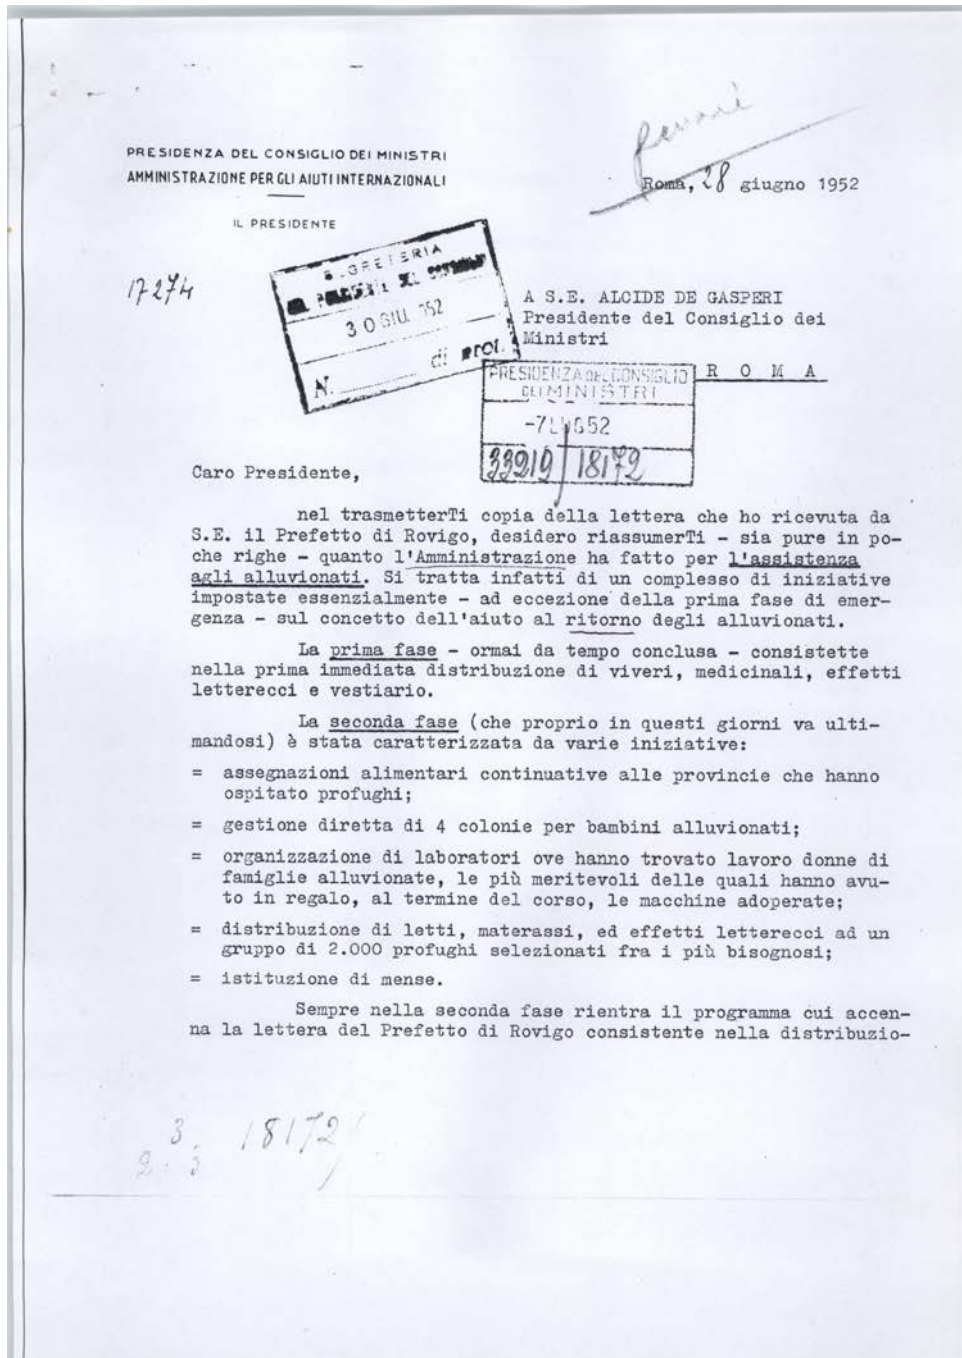 PRESIDENZA DEL CONSIGLIO DEI MINISTRI
AMMINISTRAZIONE PER GLI AIUTI INTERNAZIONALI
IL PRESIDENTE
Roma, 28 giugno 1952
17274
SEGRETERIA
DEL PRESIDENTE DEL CONSIGLIO
30 GIU. 952
N. di prot.
A S.E. ALCIDE DE GASPERI
Presidente del Consiglio dei
Ministri
R O M A
PRESIDENZA DEL CONSIGLIO
DEI MINISTRI
-7 LUG 52
33219 / 18172
Caro Presidente,
nel trasmetterTi copia della lettera che ho ricevuta da
S.E. il Prefetto di Rovigo, desidero riassumerTi - sia pure in po-
che righe - quanto l'Amministrazione ha fatto per l'assistenza
agli alluvionati. Si tratta infatti di un complesso di iniziative
impostate essenzialmente - ad eccezione della prima fase di emer-
genza - sul concetto dell'aiuto al ritorno degli alluvionati.
La prima fase - ormai da tempo conclusa - consistette
nella prima immediata distribuzione di viveri, medicinali, effetti
letterecci e vestiario.
La seconda fase (che proprio in questi giorni va ulti-
mandosi) è stata caratterizzata da varie iniziative:
= assegnazioni alimentari continuative alle provincie che hanno
ospitato profughi;
= gestione diretta di 4 colonie per bambini alluvionati;
= organizzazione di laboratori ove hanno trovato lavoro donne di
famiglie alluvionate, le più meritevoli delle quali hanno avu-
to in regalo, al termine del corso, le macchine adoperate;
= distribuzione di letti, materassi, ed effetti letterecci ad un
gruppo di 2.000 profughi selezionati fra i più bisognosi;
= istituzione di mense.
Sempre nella seconda fase rientra il programma cui accen-
na la lettera del Prefetto di Rovigo consistente nella distribuzio-
3 18172/
2. 3